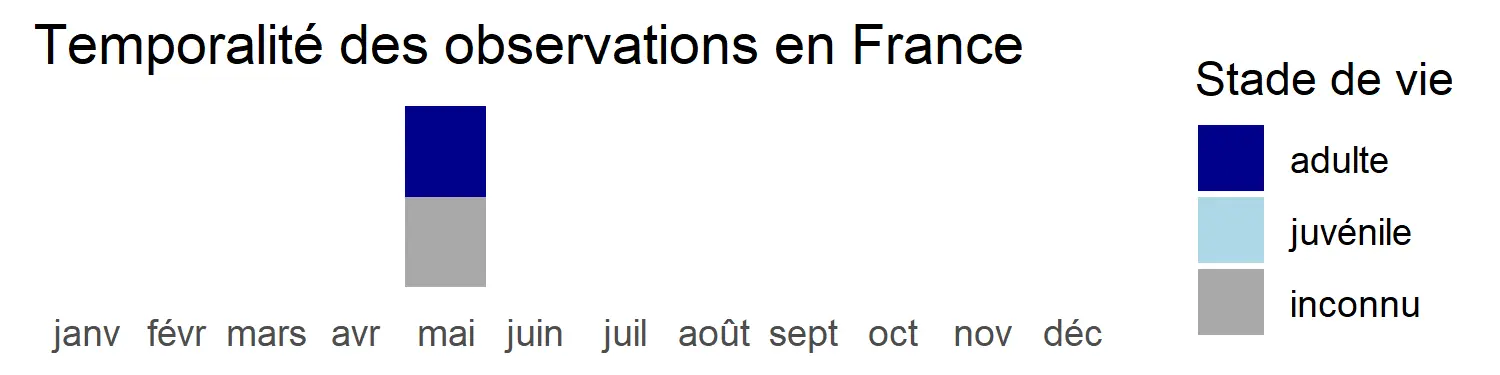 Temporalité des observations en France
Stade de vie
adulte
juvénile
inconnu
janv févr mars avr mai juin juil août sept oct nov déc